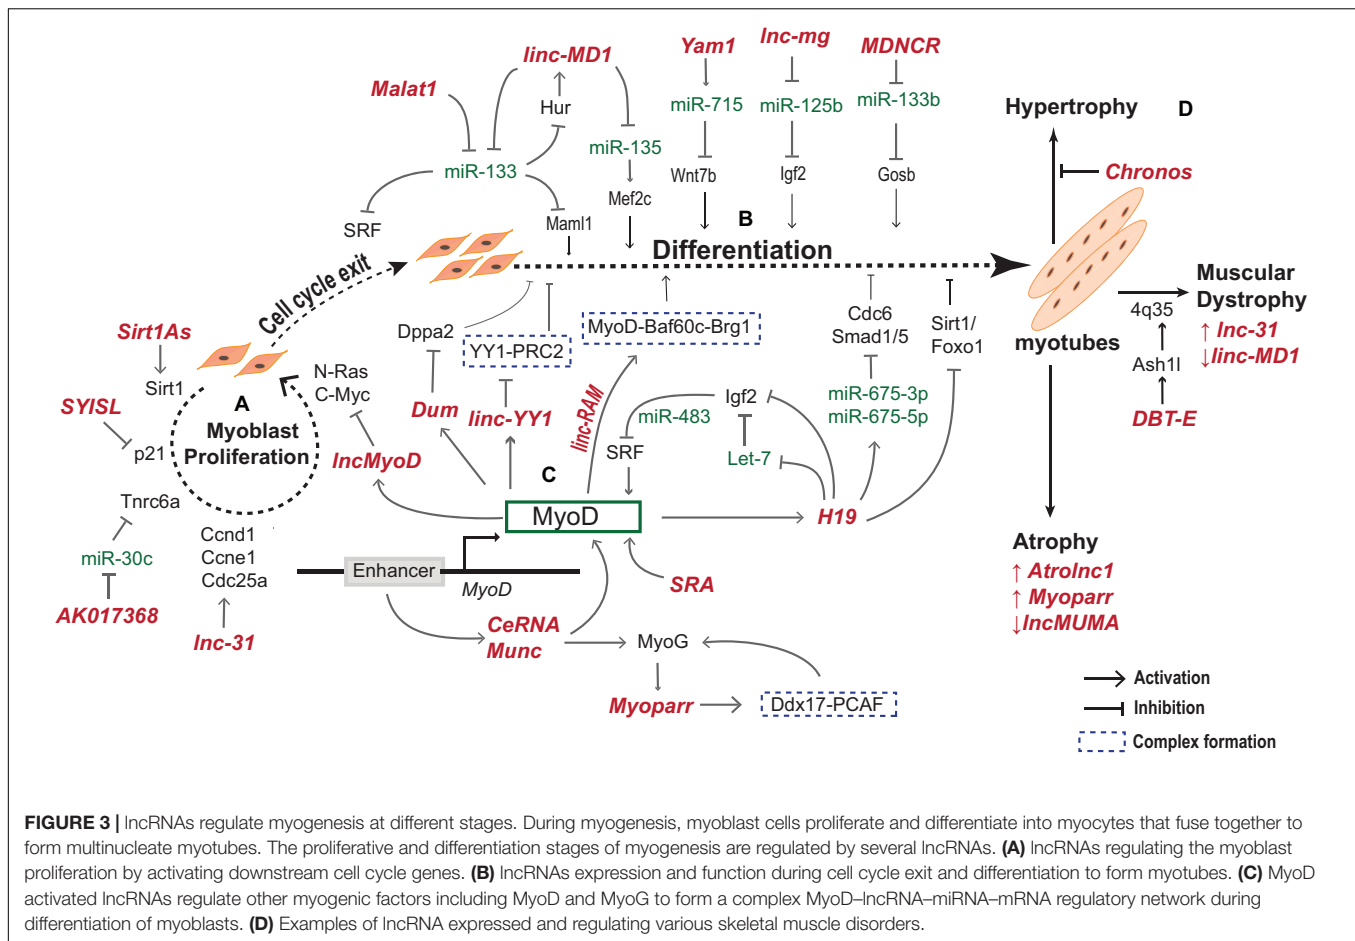 linc-MD1
Yam1
lnc-mg
MDNCR
Malat1
Hur
miR-715
miR-125b
miR-133b
Hypertrophy
D
miR-133
miR-135
Wnt7b
Igf2
Gosb
Chronos
SRF
Maml1
Mef2c
B
Differentiation
Cell cycle exit
Muscular
Dystrophy
↑ lnc-31
↓linc-MD1
4q35
Ash1l
DBT-E
myotubes
Sirt1As
Sirt1
SYISL
p21
A
Myoblast
Proliferation
N-Ras
C-Myc
Dppa2
YY1-PRC2
MyoD-Baf60c-Brg1
Cdc6
Smad1/5
Sirt1/
Foxo1
lncMyoD
Dum
linc-YY1
linc-RAM
miR-483
Igf2
SRF
Let-7
miR-675-3p
miR-675-5p
C
MyoD
H19
Tnrc6a
miR-30c
AK017368
Ccnd1
Ccne1
Cdc25a
lnc-31
Enhancer
MyoD
SRA
CeRNA
Munc
MyoG
Myoparr
Ddx17-PCAF
Atrophy
↑ Atrolnc1
↑ Myoparr
↓lncMUMA
Activation
Inhibition
Complex formation
FIGURE 3 | lncRNAs regulate myogenesis at different stages. During myogenesis, myoblast cells proliferate and differentiate into myocytes that fuse together to
form multinucleate myotubes. The proliferative and differentiation stages of myogenesis are regulated by several lncRNAs. (A) lncRNAs regulating the myoblast
proliferation by activating downstream cell cycle genes. (B) lncRNAs expression and function during cell cycle exit and differentiation to form myotubes. (C) MyoD
activated lncRNAs regulate other myogenic factors including MyoD and MyoG to form a complex MyoD–lncRNA–miRNA–mRNA regulatory network during
differentiation of myoblasts. (D) Examples of lncRNA expressed and regulating various skeletal muscle disorders.